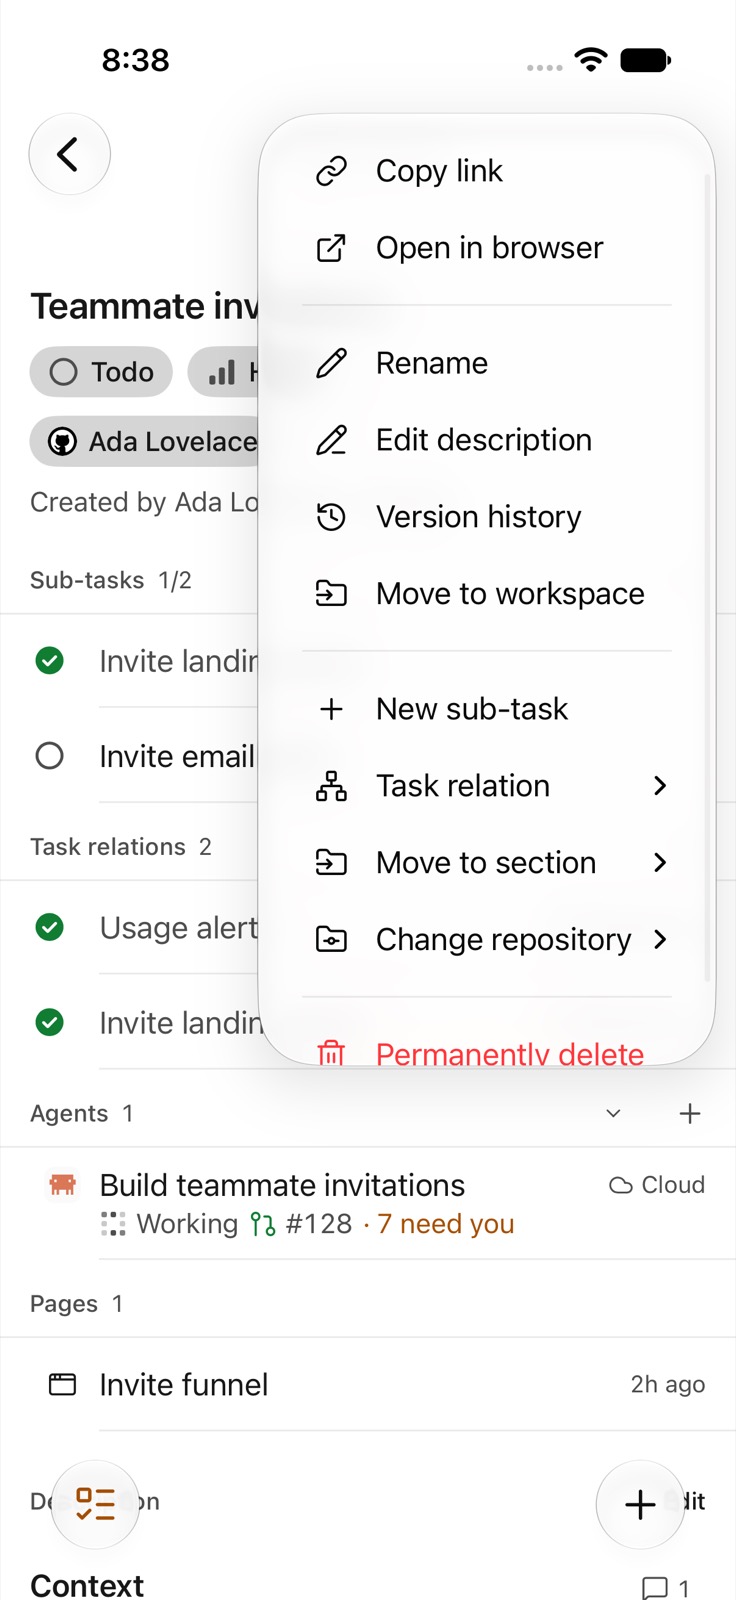 8:38
Copy link
Open in browser
Teammate inv
Rename
Todo
Edit description
Ada Lovelace
Created by Ada Lo
Version history
Sub-tasks 1/2
Move to workspace
Invite landin
New sub-task
Invite email
Task relation
Task relations 2
Move to section
Usage alert
Change repository
Invite landin
Permanently delete
Agents 1
Build teammate invitations
Cloud
Working #128 · 7 need you
Pages 1
Invite funnel
2h ago
Context
1